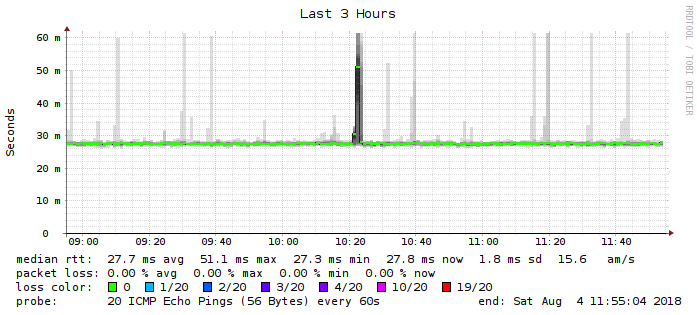 Last 3 Hours
RRDTOOL / TOBI OETIKER
Seconds
60 m
50 m
40 m
30 m
20 m
10 m
0
09:00 09:20 09:40 10:00 10:20 10:40 11:00 11:20 11:40
median rtt: 27.7 ms avg 51.1 ms max 27.3 ms min 27.8 ms now 1.8 ms sd 15.6 am/s
packet loss: 0.00 % avg 0.00 % max 0.00 % min 0.00 % now
loss color: 0 1/20 2/20 3/20 4/20 10/20 19/20
probe: 20 ICMP Echo Pings (56 Bytes) every 60s end: Sat Aug 4 11:55:04 2018